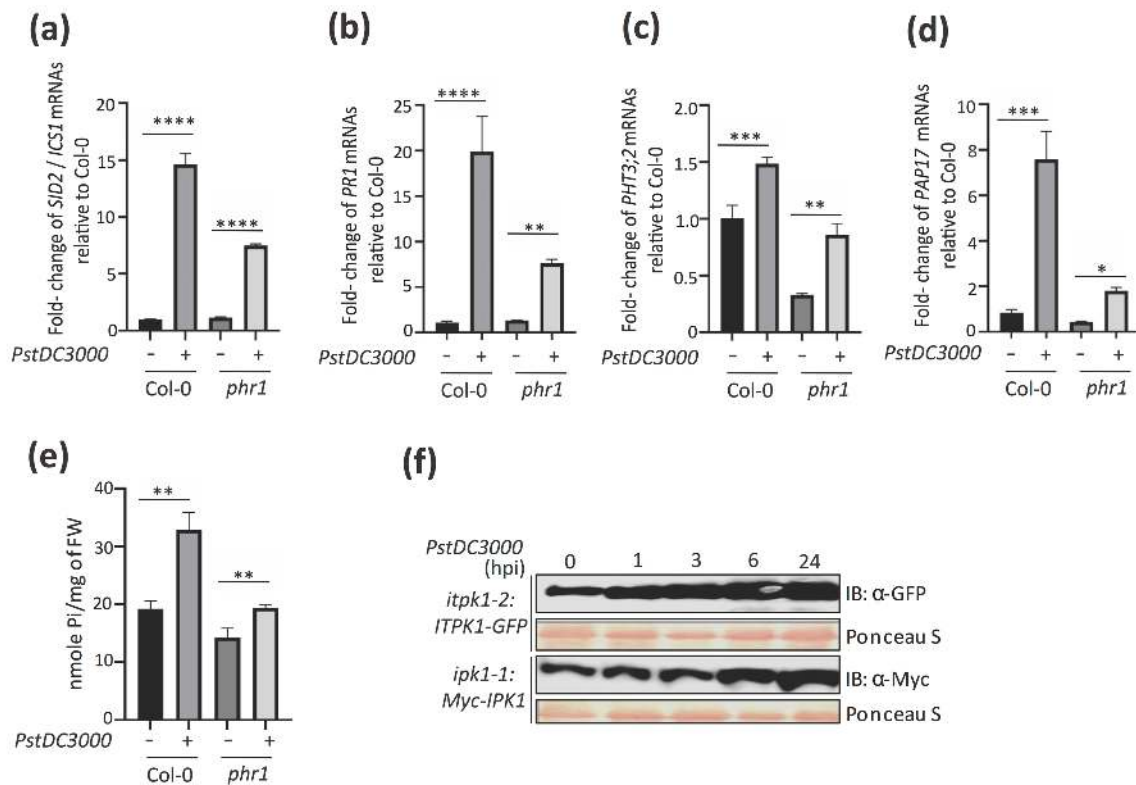 (a)
Fold- change of SID2 / ICS1 mRNAs
relative to Col-0
20
15
10
5
0
****
****
PstDC3000
- + - +
Col-0 phr1
(b)
Fold- change of PR1 mRNAs
relative to Col-0
25
20
15
10
5
0
****
**
- + - +
Col-0 phr1
(c)
Fold- change of PHT3;2 mRNAs
relative to Col-0
2.0
1.5
1.0
0.5
0.0
***
**
PstDC3000
- + - +
Col-0 phr1
(d)
Fold- change of PAP17 mRNAs
relative to Col-0
10
8
6
4
2
0
***
*
PstDC3000
- + - +
Col-0 phr1
(e)
nmole Pi/mg of FW
40
30
20
10
0
**
**
PstDC3000
- + - +
Col-0 phr1
(f)
PstDC3000
(hpi)
0 1 3 6 24
itpk1-2:
ITPK1-GFP
IB: α-GFP
Ponceau S
ipk1-1:
Myc-IPK1
IB: α-Myc
Ponceau S